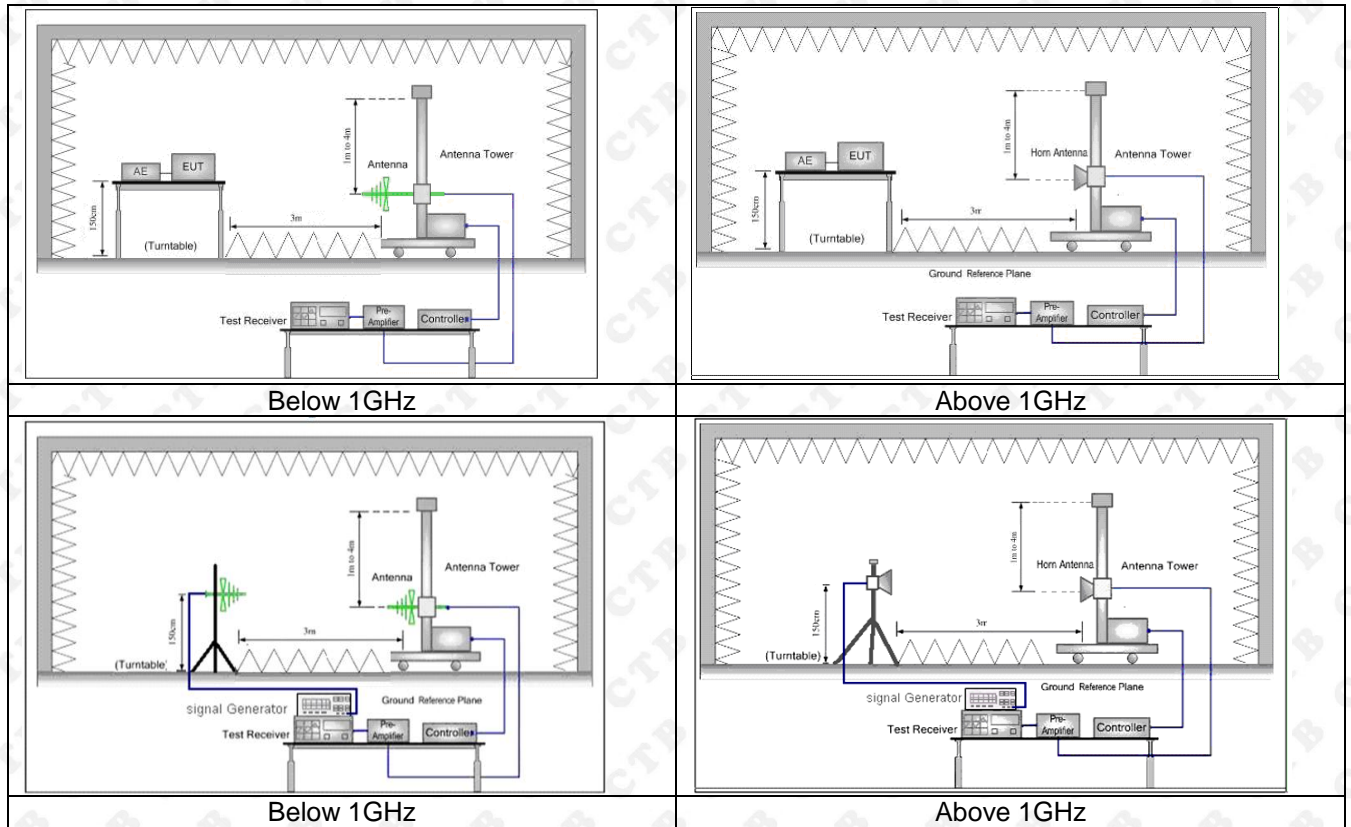 1m to 4m
Antenna
Antenna Tower
AE
EUT
150cm
3m
(Turntable)
Test Receiver
Pre-
Amplifier
Controller
Below 1GHz
1m to 4m
Horn Antenna
Antenna Tower
AE
EUT
150cm
3m
(Turntable)
Ground Reference Plane
Test Receiver
Pre-
Amplifier
Controller
Above 1GHz
1m to 4m
Antenna
Antenna Tower
150cm
3m
(Turntable)
Ground Reference Plane
signal Generator
Test Receiver
Pre-
Amplifier
Controller
Below 1GHz
1m to 4m
Horn Antenna
Antenna Tower
150cm
3m
(Turntable)
Ground Reference Plane
signal Generator
Test Receiver
Pre-
Amplifier
Controller
Above 1GHz
CTB